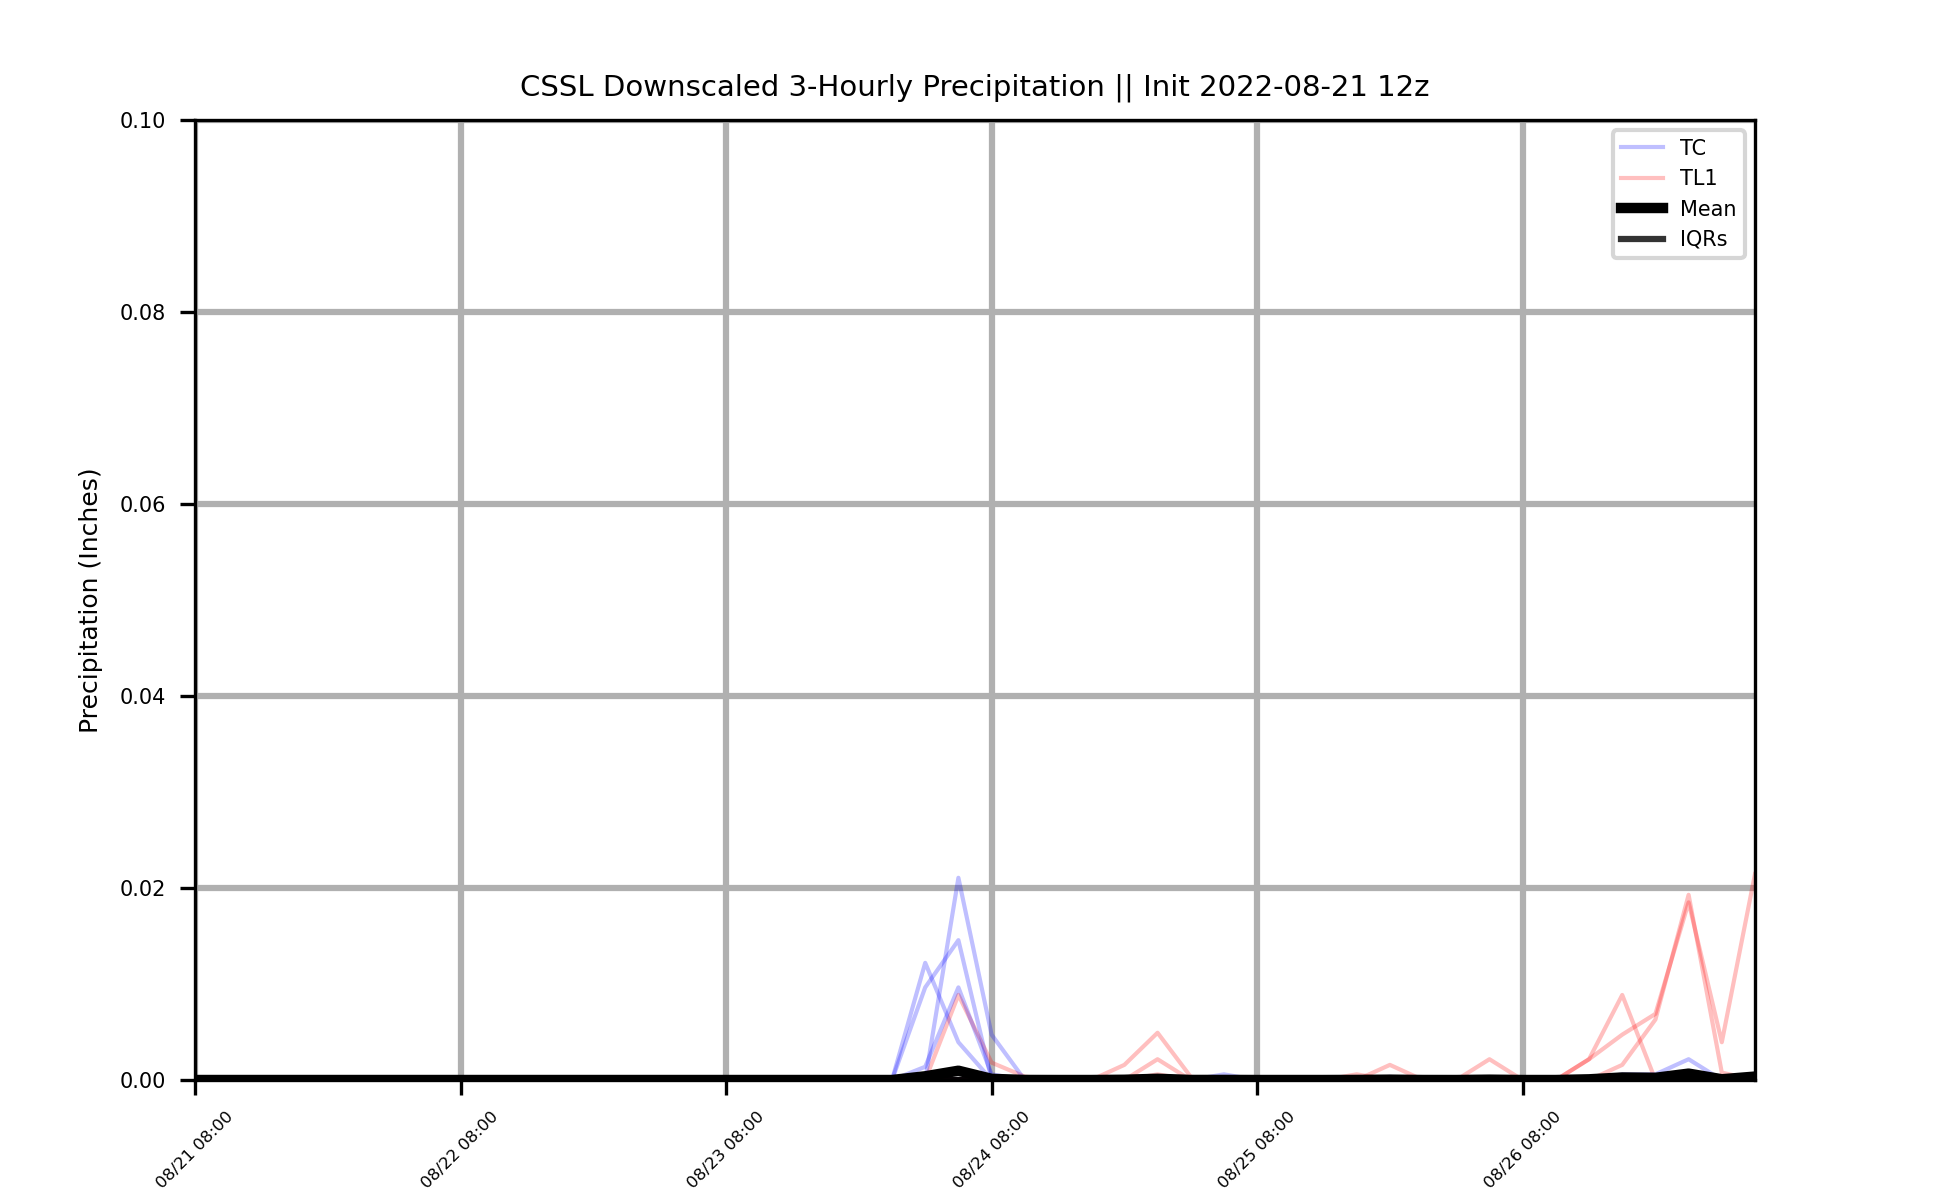 CSSL Downscaled 3-Hourly Precipitation || Init 2022-08-21 12z
TC
TL1
Mean
IQRs
Precipitation (Inches)
0.10
0.08
0.06
0.04
0.02
0.00
08/21 08:00
08/22 08:00
08/23 08:00
08/24 08:00
08/25 08:00
08/26 08:00